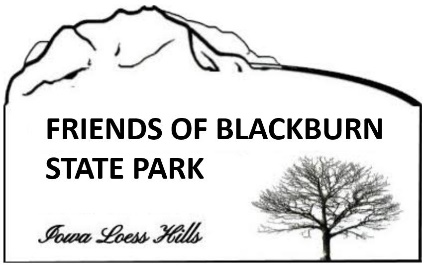 FRIENDS OF BLACKBURN
STATE PARK
Iowa Loess Hills